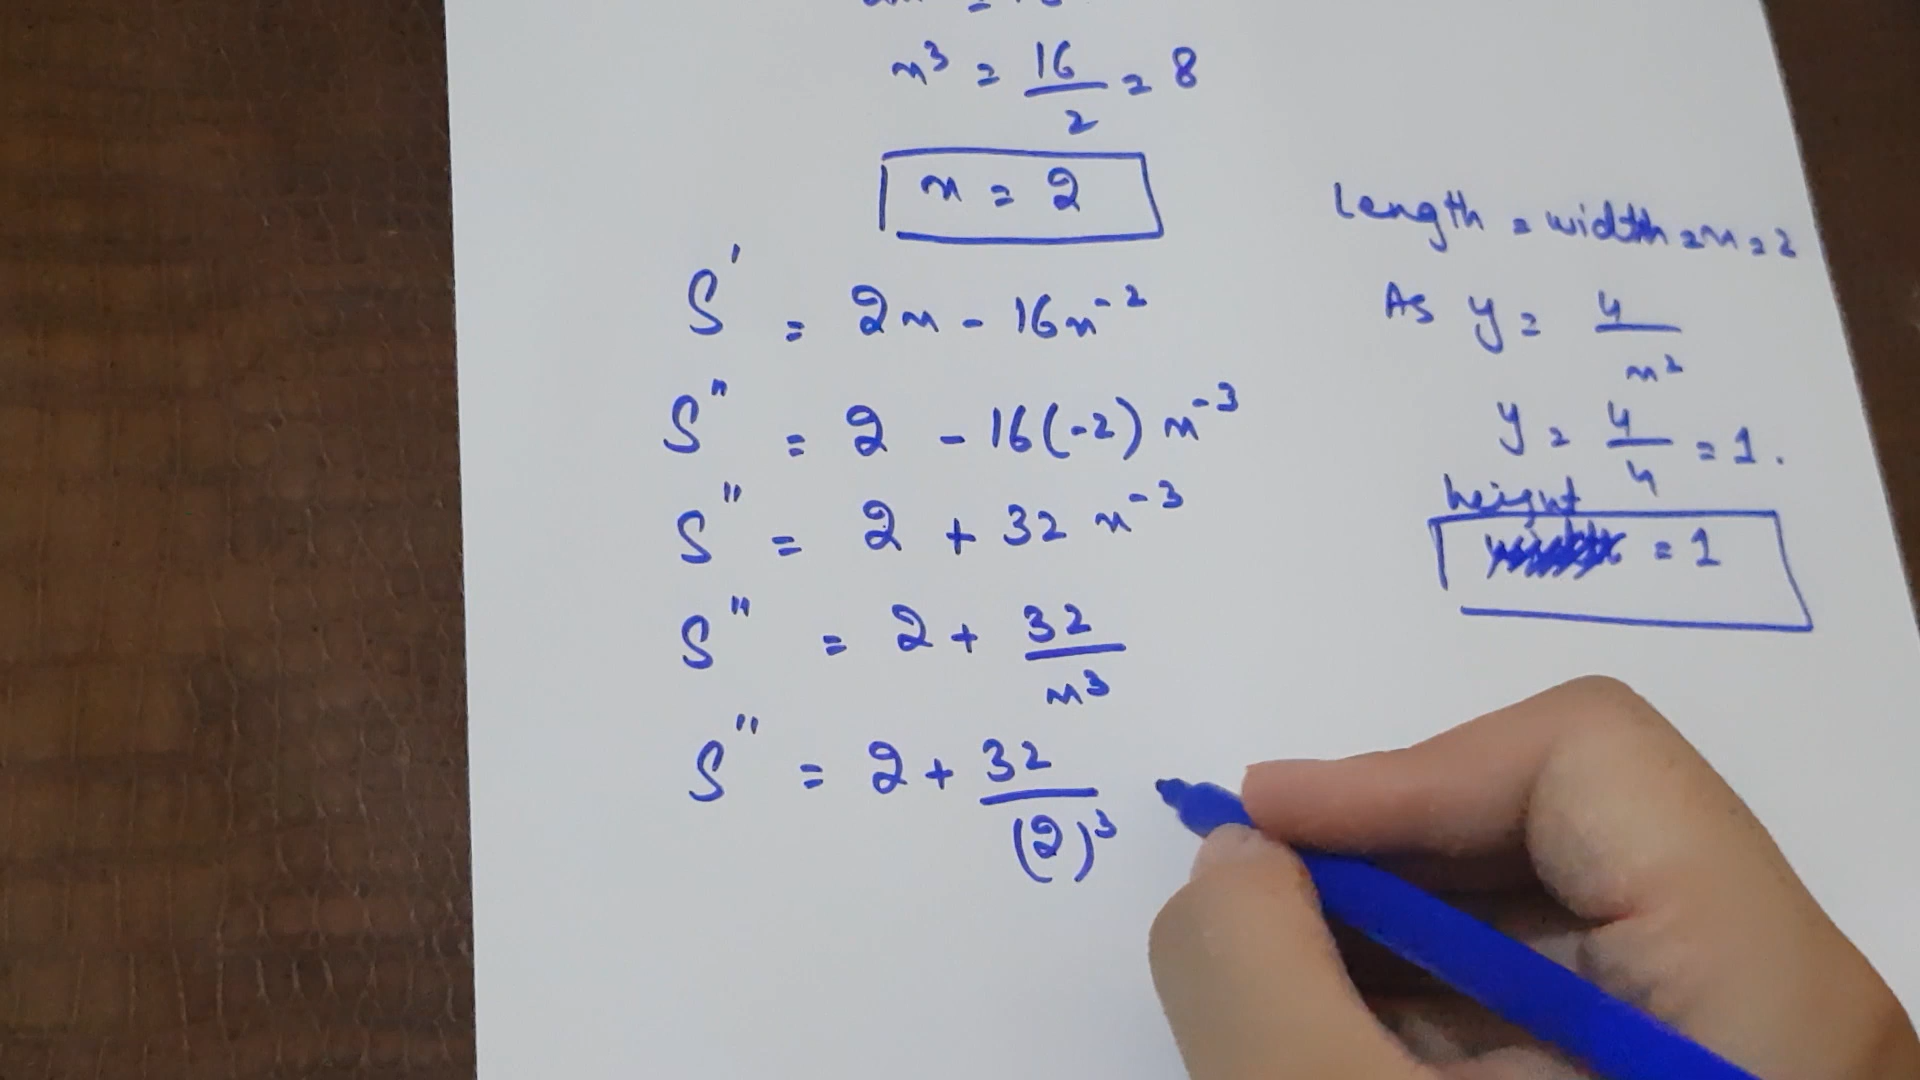 x³ = 16/2 = 8
x = 2
S' = 2x - 16x⁻²
S'' = 2 - 16(-2) x⁻³
S'' = 2 + 32 x⁻³
S'' = 2 + 32/x³
S'' = 2 + 32/(2)³
Length = width = x = 2
As y = 4/x²
y = 4/4 = 1.
height
= 1